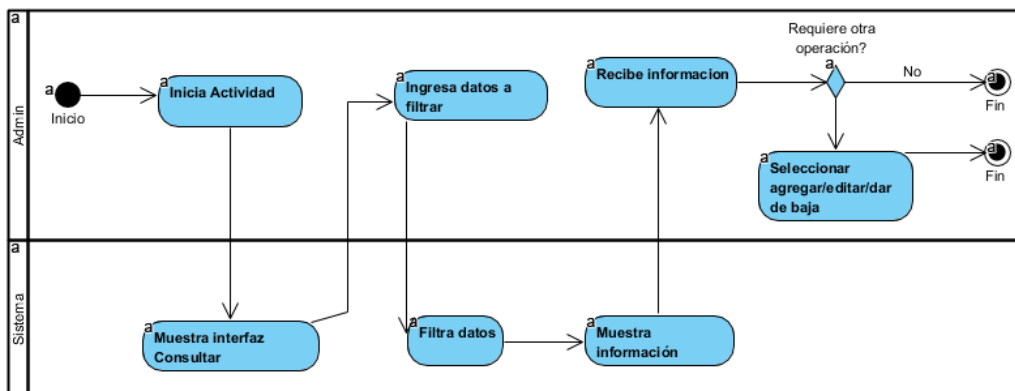 a
Admin
a
Inicio
a
Inicia Actividad
a
Ingresa datos a
filtrar
a
Recibe informacion
Requiere otra
operación?
a
No
a
Fin
a
Seleccionar
agregar/editar/dar
de baja
a
Fin
a
Sistema
a
Muestra interfaz
Consultar
a
Filtra datos
a
Muestra
información